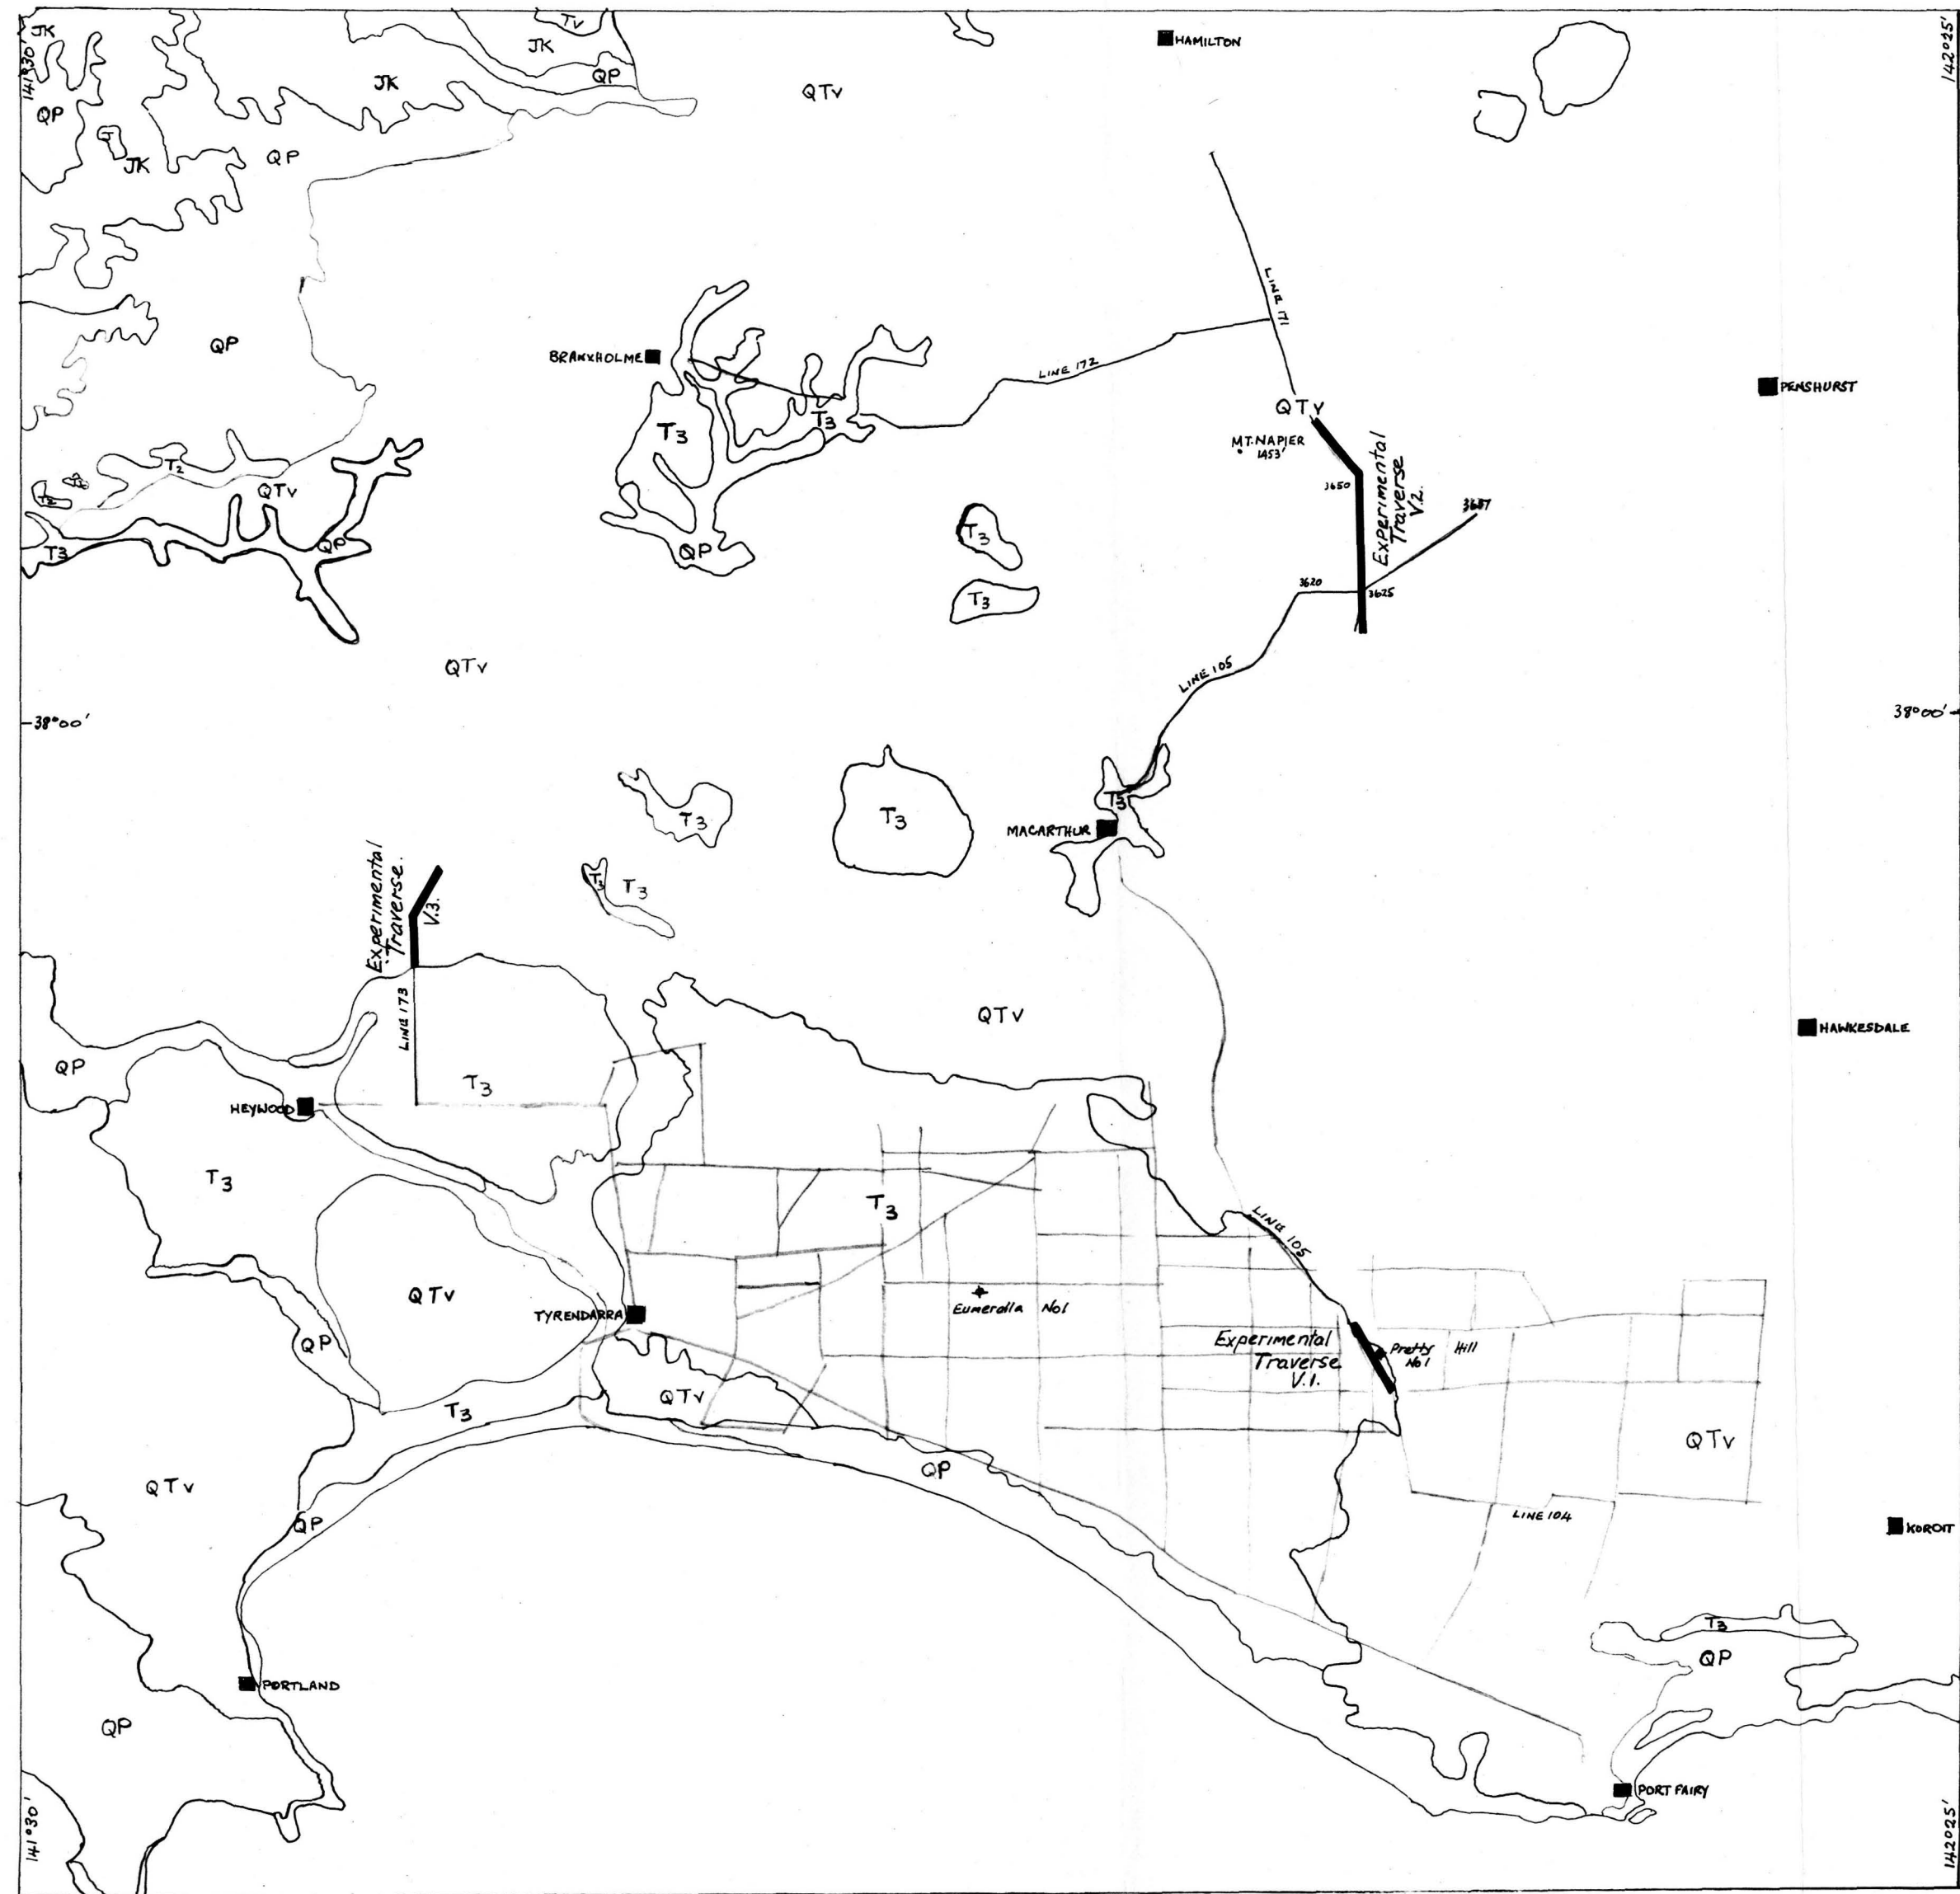 JK
141°30'
TV
JK
QP
HAMILTON
142°25'
QP
JK
QTV
JK
QP
LINE 171
QP
BRANXHOLME
LINE 172
PENSHURST
T3
T3
QTV
MT. NAPIER
1453'
Experimental
Traverse
V.2.
3650
T2
T2
QTV
T3
QP
3657
T3
QP
T3
3620
3625
QTV
LINE 105
38°00'
38°00'
T3
T3
T3
MACARTHUR
T3
T3
Experimental
Traverse.
V.3.
LINE 173
QTV
HAWKESDALE
QP
T3
HEYWOOD
T3
T3
LINE 105
QTV
TYRENDARRA
Eumeralla No1
QP
Experimental
Traverse
V.1.
Pretty Hill
No1
QTV
T3
QTV
QP
QTV
QP
LINE 104
KOROIT
T3
QP
PORTLAND
QP
PORT FAIRY
141°30'
142°25'